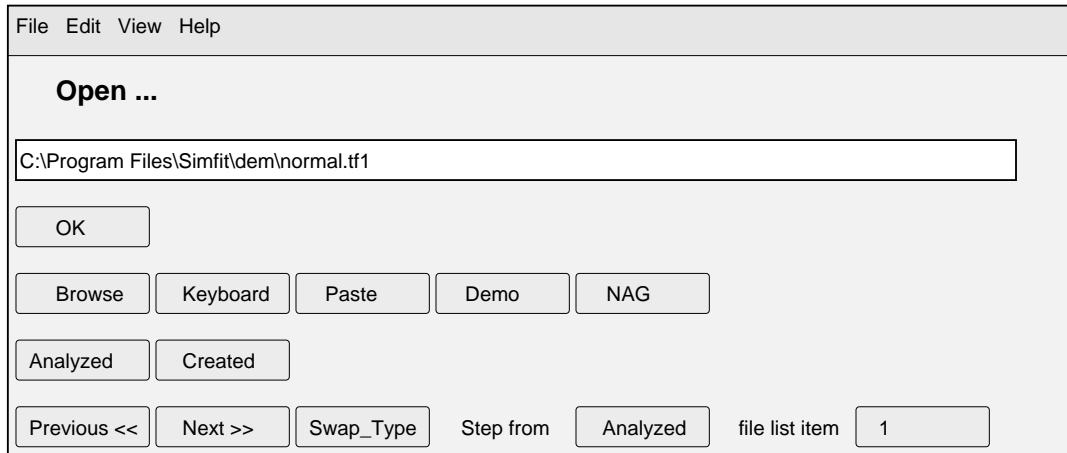 File Edit View Help
Open ...
C:\Program Files\Simfit\dem\normal.tf1
OK
Browse Keyboard Paste Demo NAG
Analyzed Created
Previous << Next >> Swap_Type Step from Analyzed file list item 1